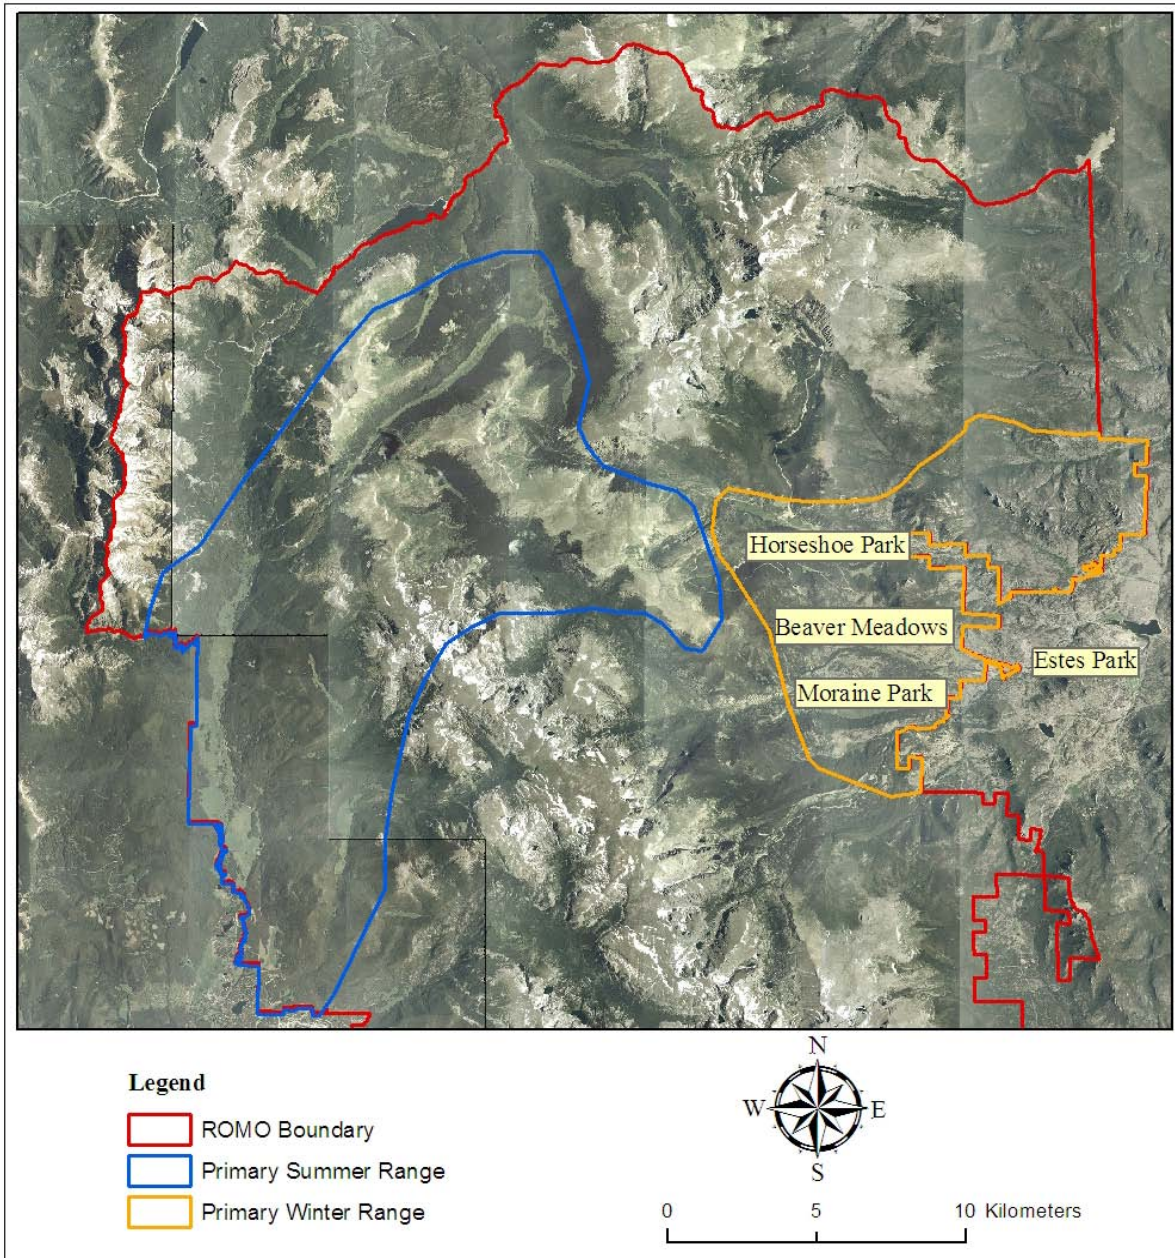 Horseshoe Park
Beaver Meadows
Estes Park
Moraine Park
Legend
ROMO Boundary
Primary Summer Range
Primary Winter Range
N
W
E
S
0
5
10 Kilometers